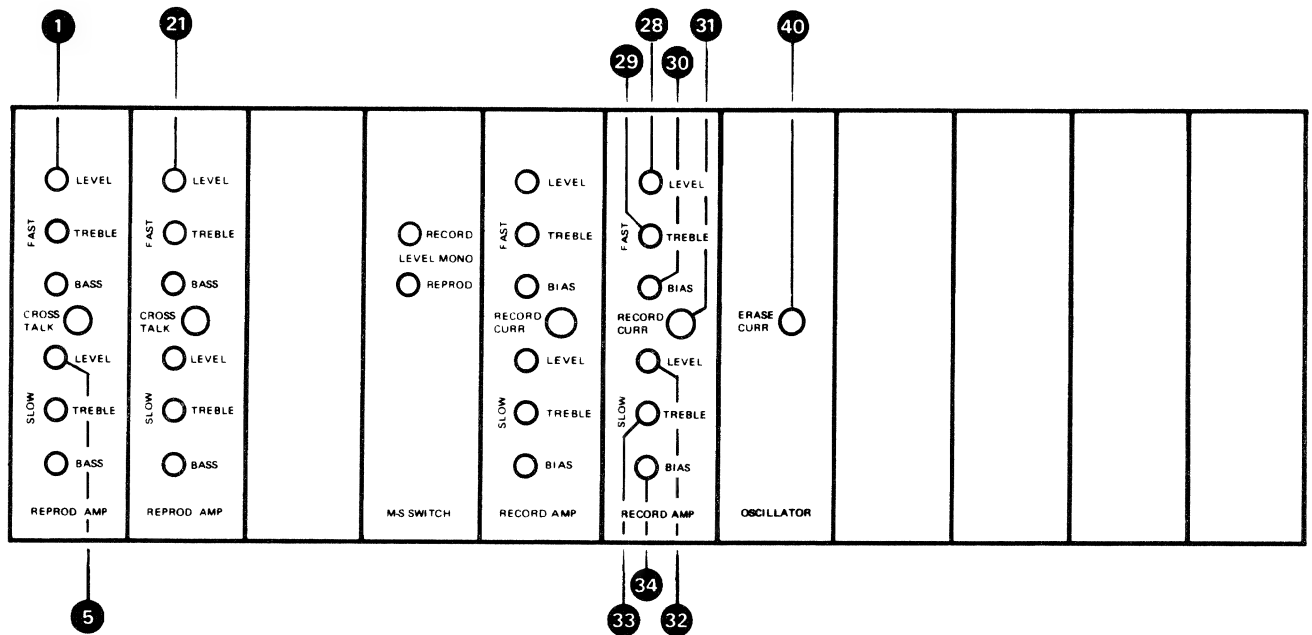 1
21
28
31
40
29
30
LEVEL
FAST
TREBLE
BASS
CROSS
TALK
LEVEL
SLOW
TREBLE
BASS
REPROD AMP
LEVEL
FAST
TREBLE
BASS
CROSS
TALK
LEVEL
SLOW
TREBLE
BASS
REPROD AMP
RECORD
LEVEL MONO
REPROD
M-S SWITCH
LEVEL
FAST
TREBLE
BIAS
RECORD
CURR
LEVEL
SLOW
TREBLE
BIAS
RECORD AMP
LEVEL
FAST
TREBLE
BIAS
RECORD
CURR
LEVEL
SLOW
TREBLE
BIAS
RECORD AMP
ERASE
CURR
OSCILLATOR
5
33
34
32